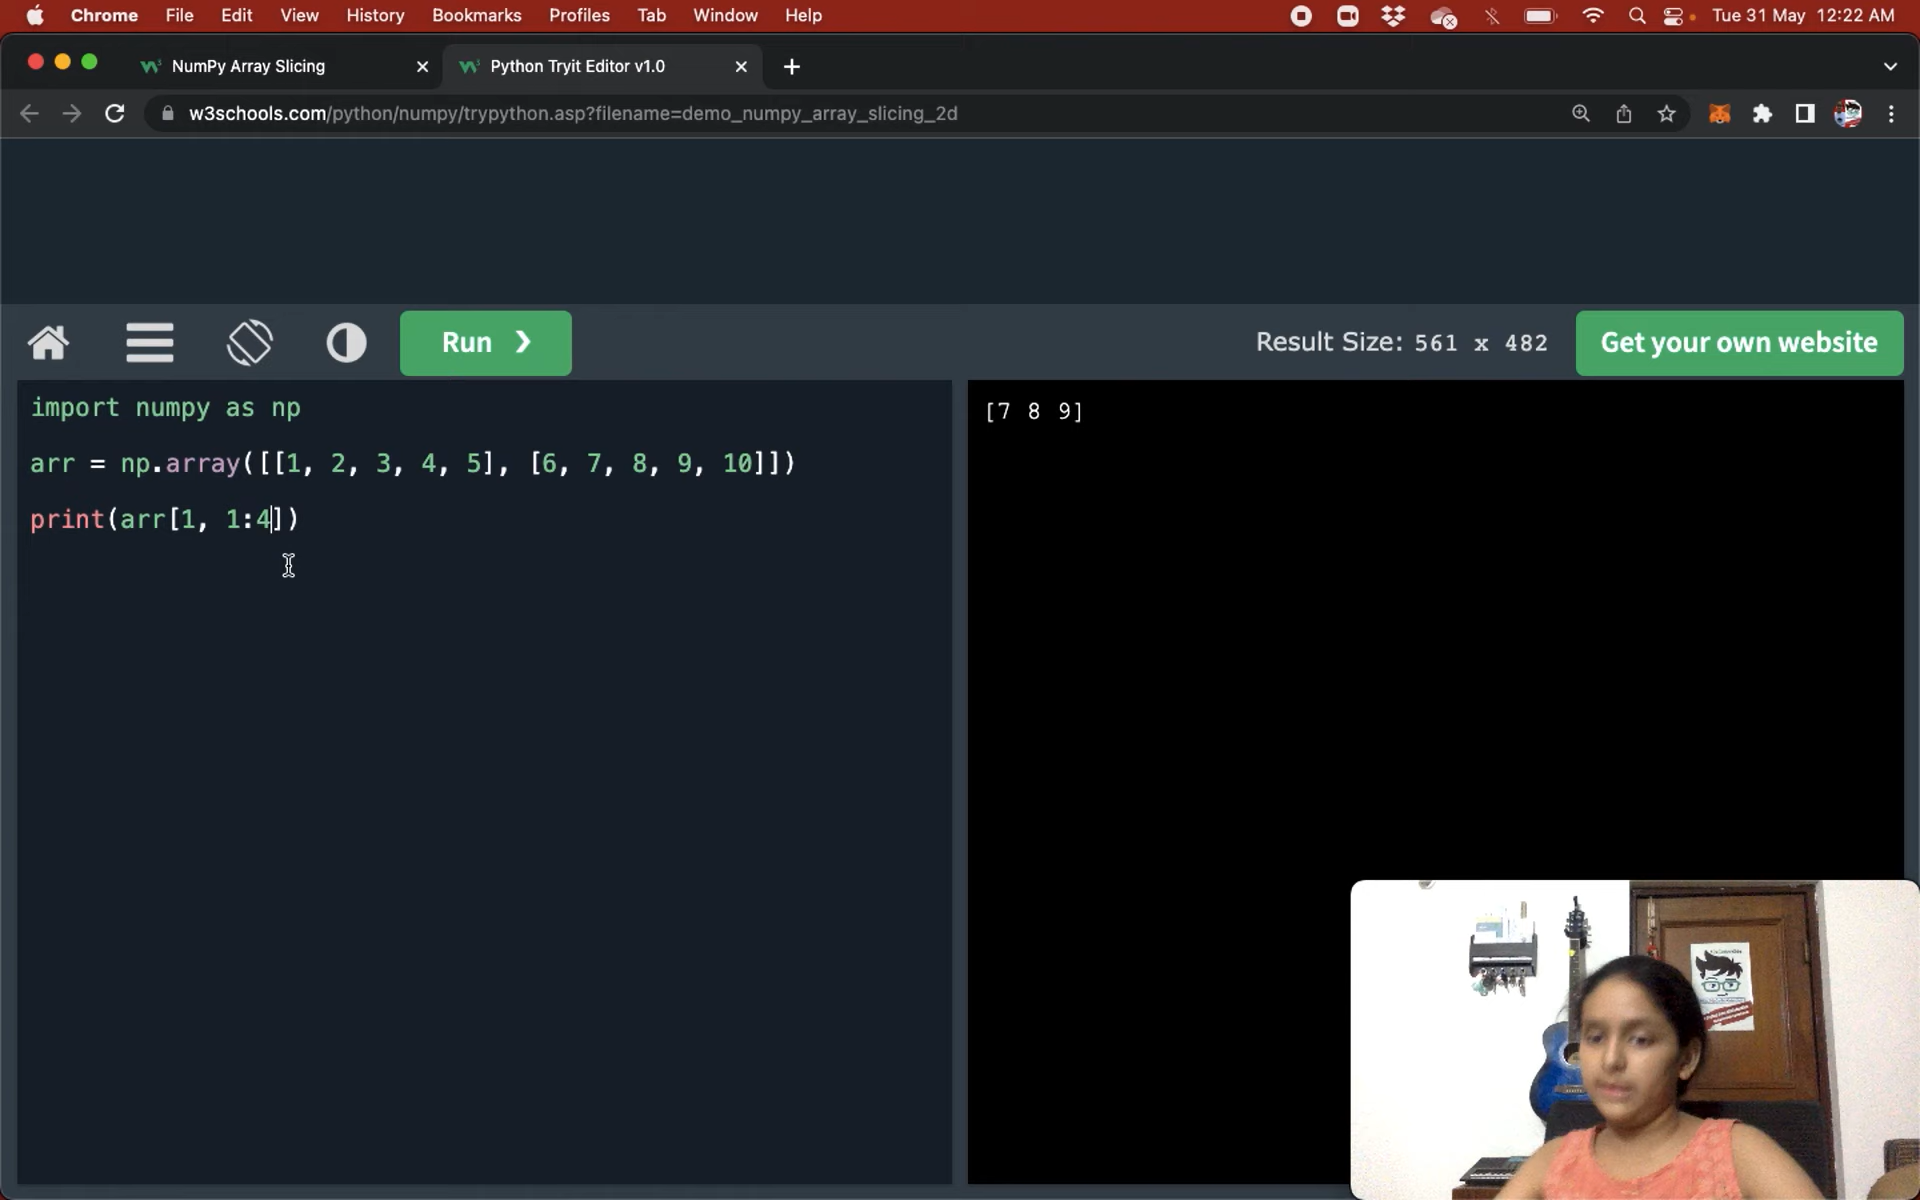 Chrome File Edit View History Bookmarks Profiles Tab Window Help Tue 31 May 12:22 AM
NumPy Array Slicing Python Tryit Editor v1.0
w3schools.com/python/numpy/trypython.asp?filename=demo_numpy_array_slicing_2d
Run ❯ Result Size: 561 x 482 Get your own website
import numpy as np
arr = np.array([[1, 2, 3, 4, 5], [6, 7, 8, 9, 10]])
print(arr[1, 1:4])
[7 8 9]